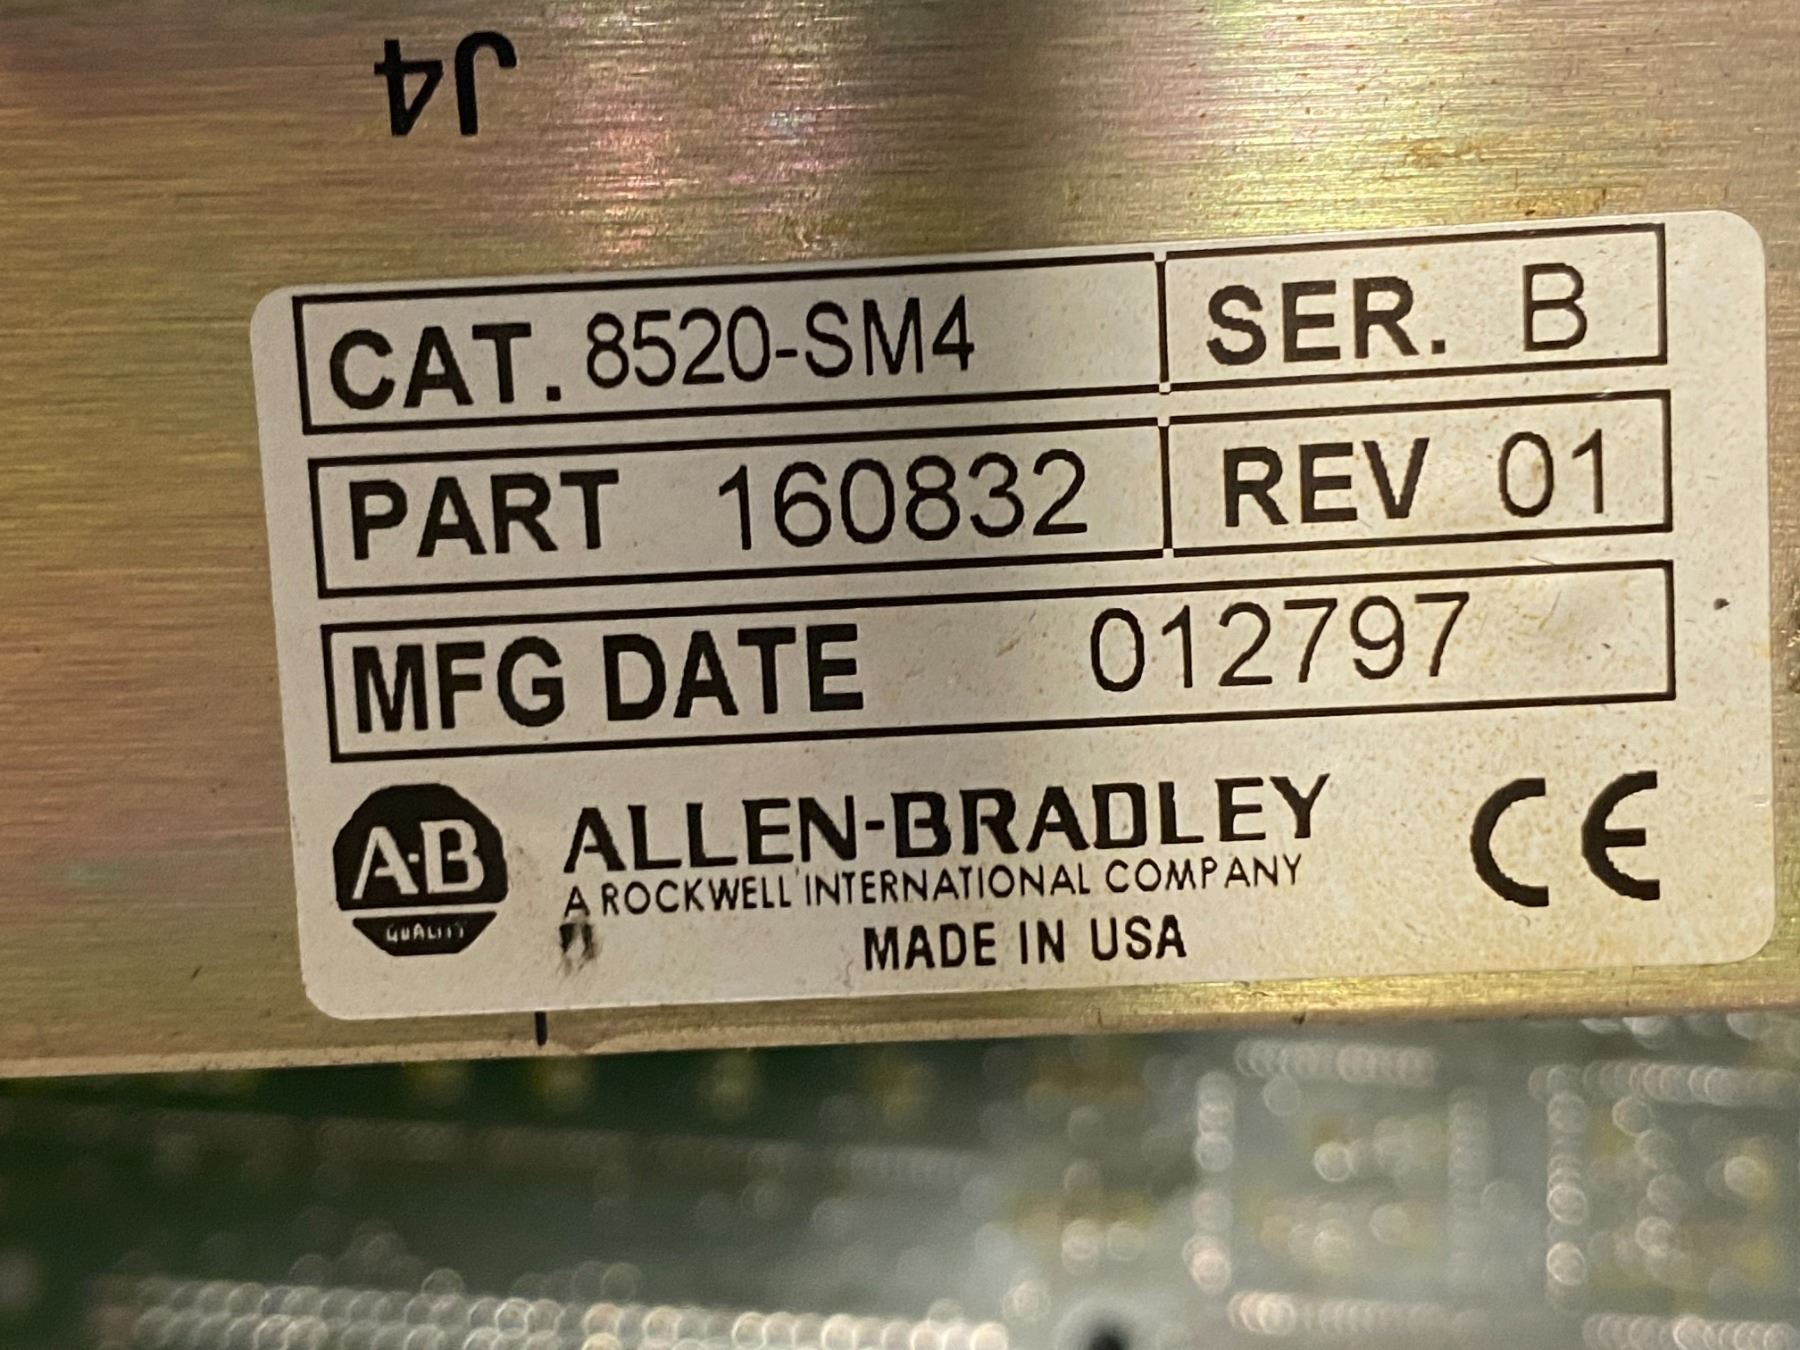 J4
CAT. 8520-SM4 SER. B
PART 160832 REV 01
MFG DATE 012797
A-B
QUALITY
ALLEN-BRADLEY
A ROCKWELL INTERNATIONAL COMPANY
MADE IN USA
CE